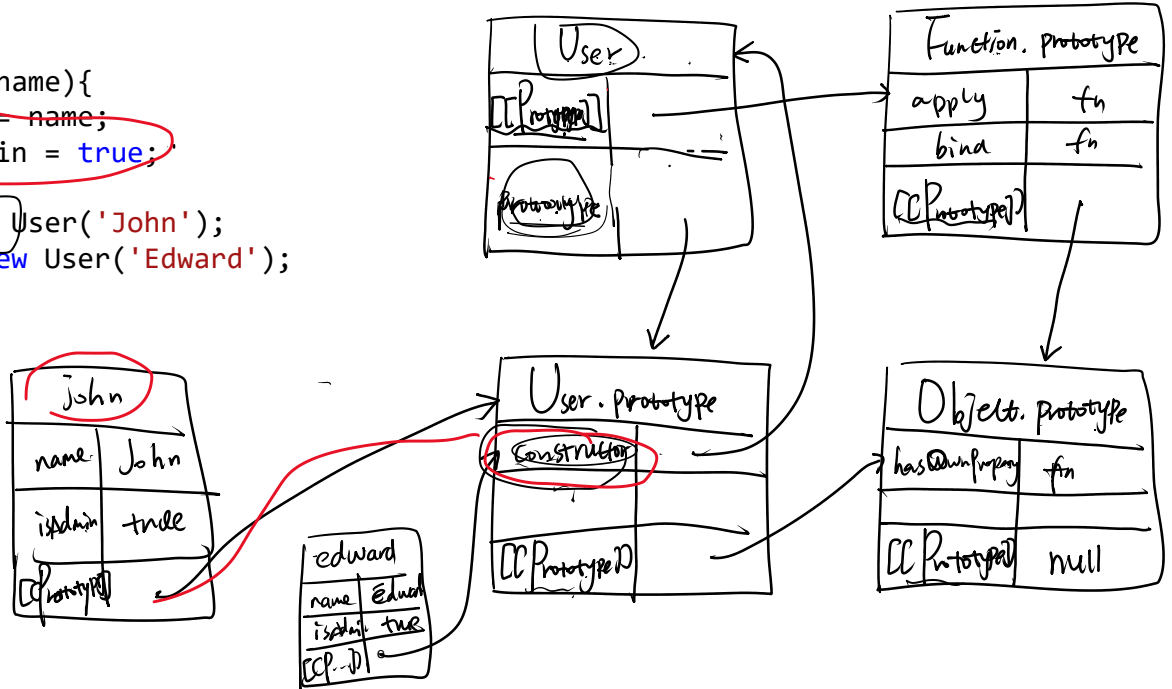 name){
= name;
in = true;
User('John');
ew User('Edward');
User
[[Prototype]]
prototype
Function. prototype
apply fn
bind fn
[[Prototype]]
john
name John
isAdmin true
[[Prototype]]
edward
name Edward
isAdmin true
[[P...]]
User. prototype
constructor
[[Prototype]]
Object. prototype
hasOwnProperty fn
[[Prototype]] null